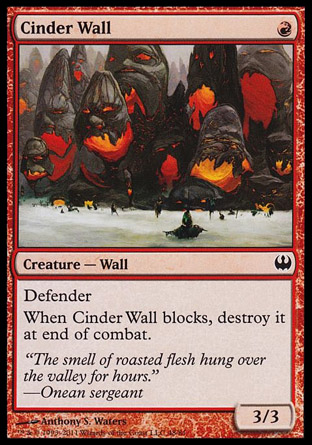 Cinder Wall
Creature — Wall
Defender
When Cinder Wall blocks, destroy it
at end of combat.
“The smell of roasted flesh hung over
the valley for hours.”
—Onean sergeant
Anthony S. Waters
3/3